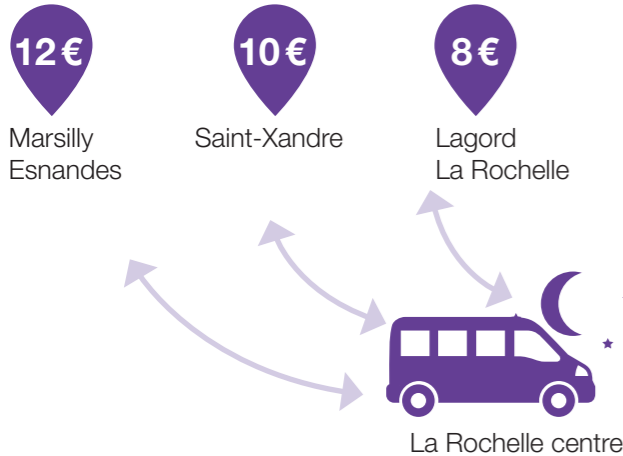 12 €
Marsilly
Esnandes
10 €
Saint-Xandre
8 €
Lagord
La Rochelle
La Rochelle centre